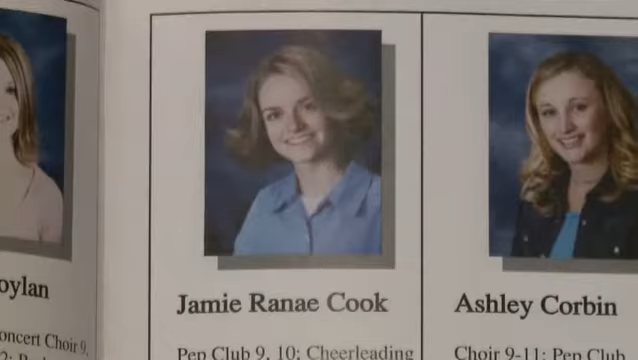 oylan
oncert Choir 9,
Jamie Ranae Cook
Pep Club 9, 10; Cheerleading
Ashley Corbin
Choir 9-11; Pep Club